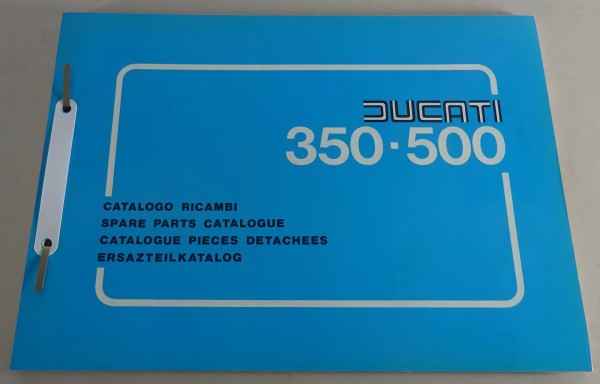 DUCATI
350·500
CATALOGO RICAMBI
SPARE PARTS CATALOGUE
CATALOGUE PIECES DETACHEES
ERSAZTEILKATALOG